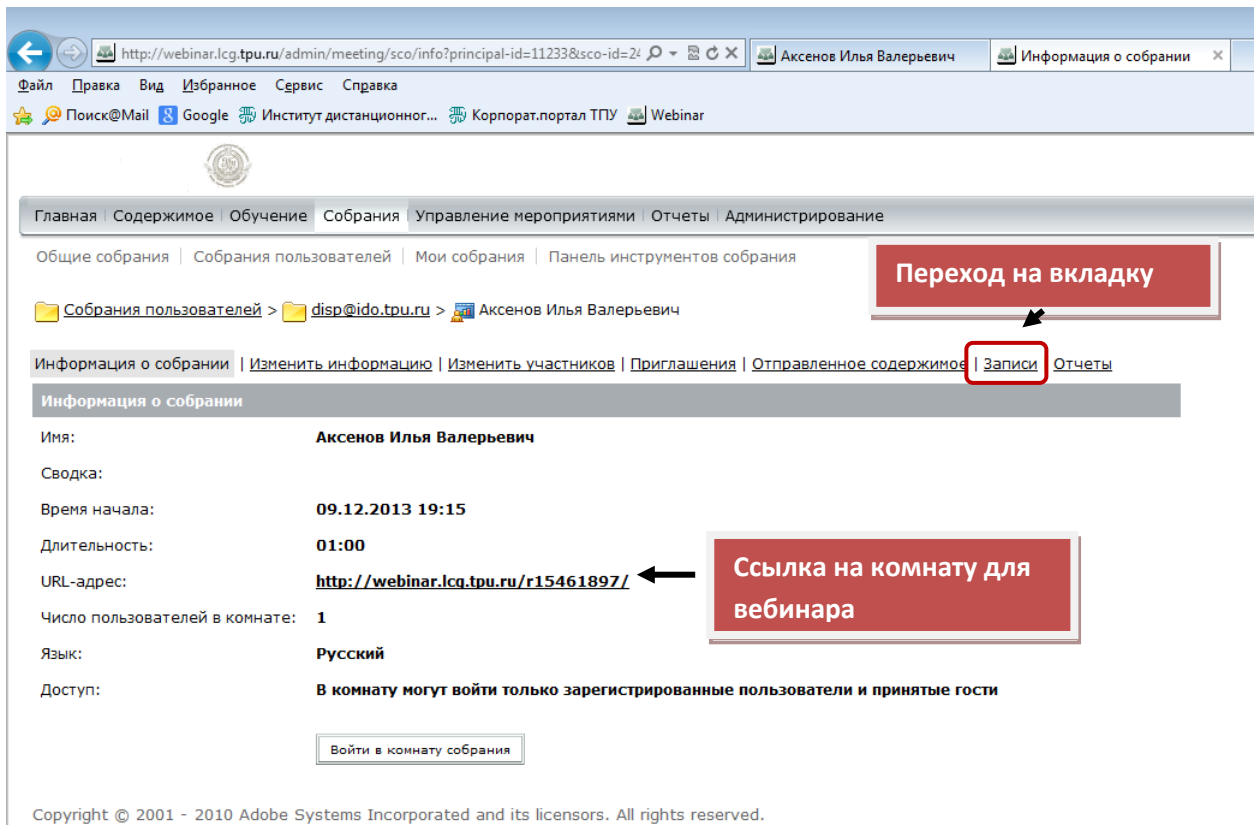 http://webinar.lcg.tpu.ru/admin/meeting/sco/info?principal-id=11233&sco-id=24 Аксенов Илья Валерьевич Информация о собрании
Файл Правка Вид Избранное Сервис Справка
Поиск@Mail Google Институт дистанционног... Корпорат.портал ТПУ Webinar
Главная Содержимое Обучение Собрания Управление мероприятиями Отчеты Администрирование
Общие собрания | Собрания пользователей | Мои собрания | Панель инструментов собрания
Переход на вкладку
Собрания пользователей > disp@ido.tpu.ru > Аксенов Илья Валерьевич
Информация о собрании | Изменить информацию | Изменить участников | Приглашения | Отправленное содержимое | Записи Отчеты
Информация о собрании
Имя: Аксенов Илья Валерьевич
Сводка:
Время начала: 09.12.2013 19:15
Длительность: 01:00
URL-адрес: http://webinar.lcg.tpu.ru/r15461897/
Ссылка на комнату для
вебинара
Число пользователей в комнате: 1
Язык: Русский
Доступ: В комнату могут войти только зарегистрированные пользователи и принятые гости
Войти в комнату собрания
Copyright © 2001 - 2010 Adobe Systems Incorporated and its licensors. All rights reserved.